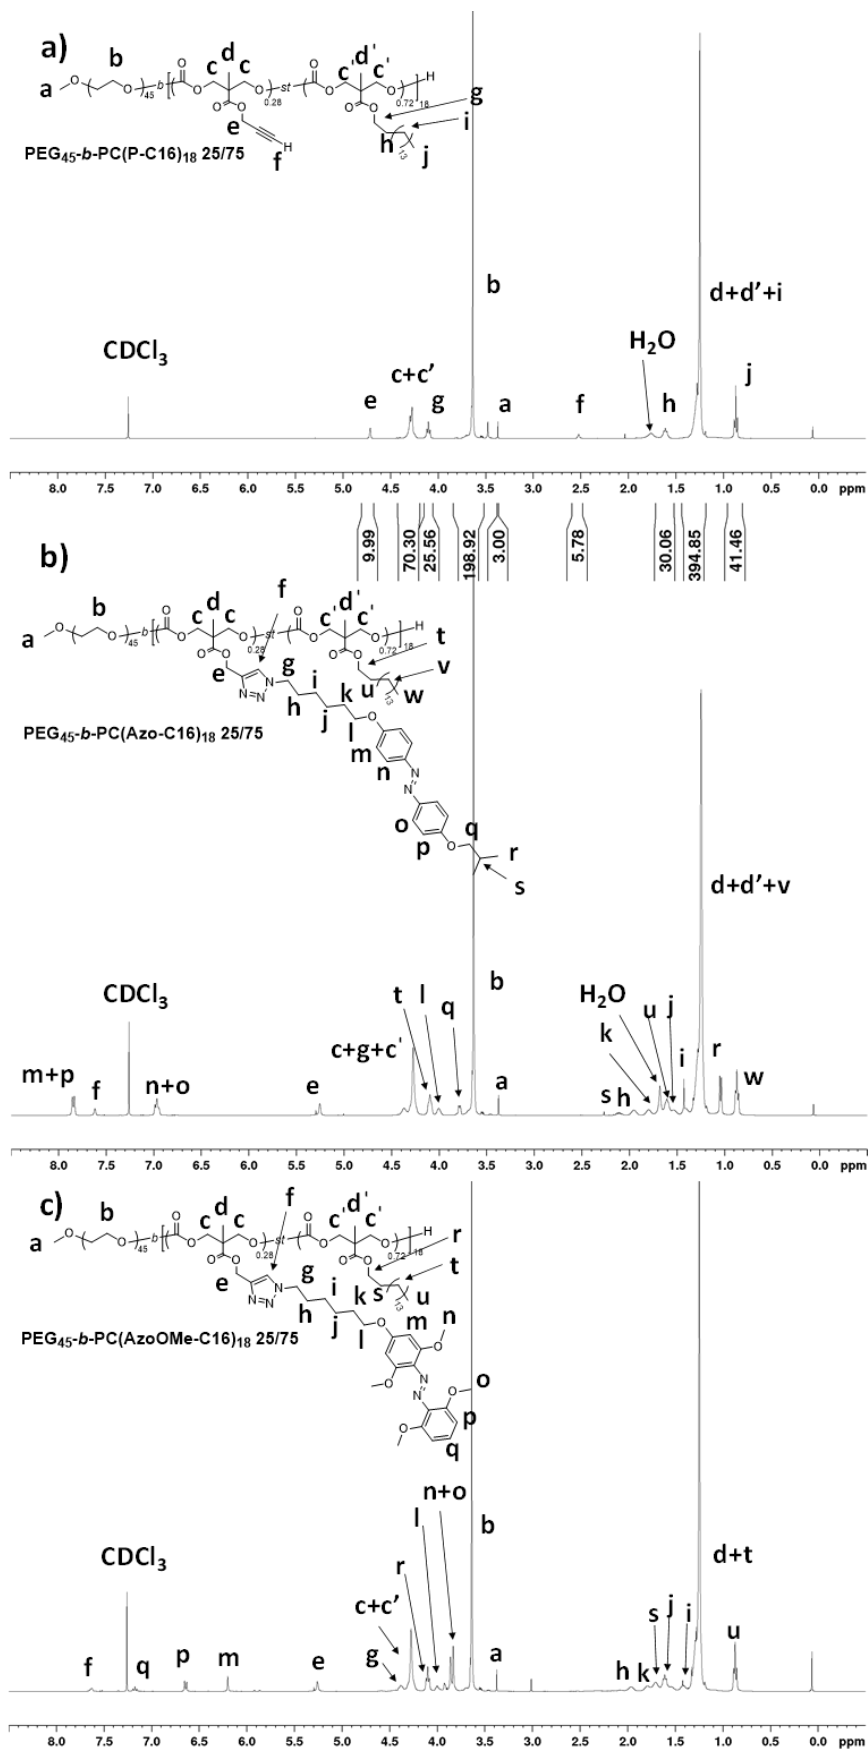 a)
b
d
d'
c
c
c'
c'
a
O
O
45
b
O
O
O
O
0.28
st
O
O
O
0.72
18
H
O
O
O
O
g
i
e
h
13
j
f
H
PEG₄₅-b-PC(P-C16)₁₈ 25/75
b
d+d'+i
H₂O
CDCl₃
c+c’
j
e
g
a
f
h
8.0 7.5 7.0 6.5 6.0 5.5 5.0 4.5 4.0 3.5 3.0 2.5 2.0 1.5 1.0 0.5 0.0 ppm
9.99 70.30 25.56 198.92 3.00 5.78 30.06 394.85 41.46
b)
f
b
d
d'
c
c
c'
c'
a
O
O
45
b
O
O
O
O
0.28
st
O
O
O
0.72
18
H
O
O
O
O
t
v
e
g
i
k
u
13
w
N
N=N
h
j
O
l
m
n
PEG₄₅-b-PC(Azo-C16)₁₈ 25/75
N
N
o
q
p
O
r
s
d+d’+v
b
CDCl₃
H₂O
t
l
q
u
j
k
c+g+c'
i
r
m+p
f
n+o
e
a
s
h
w
8.0 7.5 7.0 6.5 6.0 5.5 5.0 4.5 4.0 3.5 3.0 2.5 2.0 1.5 1.0 0.5 0.0 ppm
c)
f
b
d
d'
c
c
c'
c'
a
O
O
45
b
O
O
O
O
0.28
st
O
O
O
0.72
18
H
O
O
O
O
r
t
e
g
i
k
s
13
u
N
N=N
h
j
O
l
m
n
O
PEG₄₅-b-PC(AzoOMe-C16)₁₈ 25/75
O
N
N
O
o
O
p
q
n+o
l
b
CDCl₃
r
d+t
c+c’
s
j
i
g
a
u
f
q
p
m
e
h
k
8.0 7.5 7.0 6.5 6.0 5.5 5.0 4.5 4.0 3.5 3.0 2.5 2.0 1.5 1.0 0.5 0.0 ppm